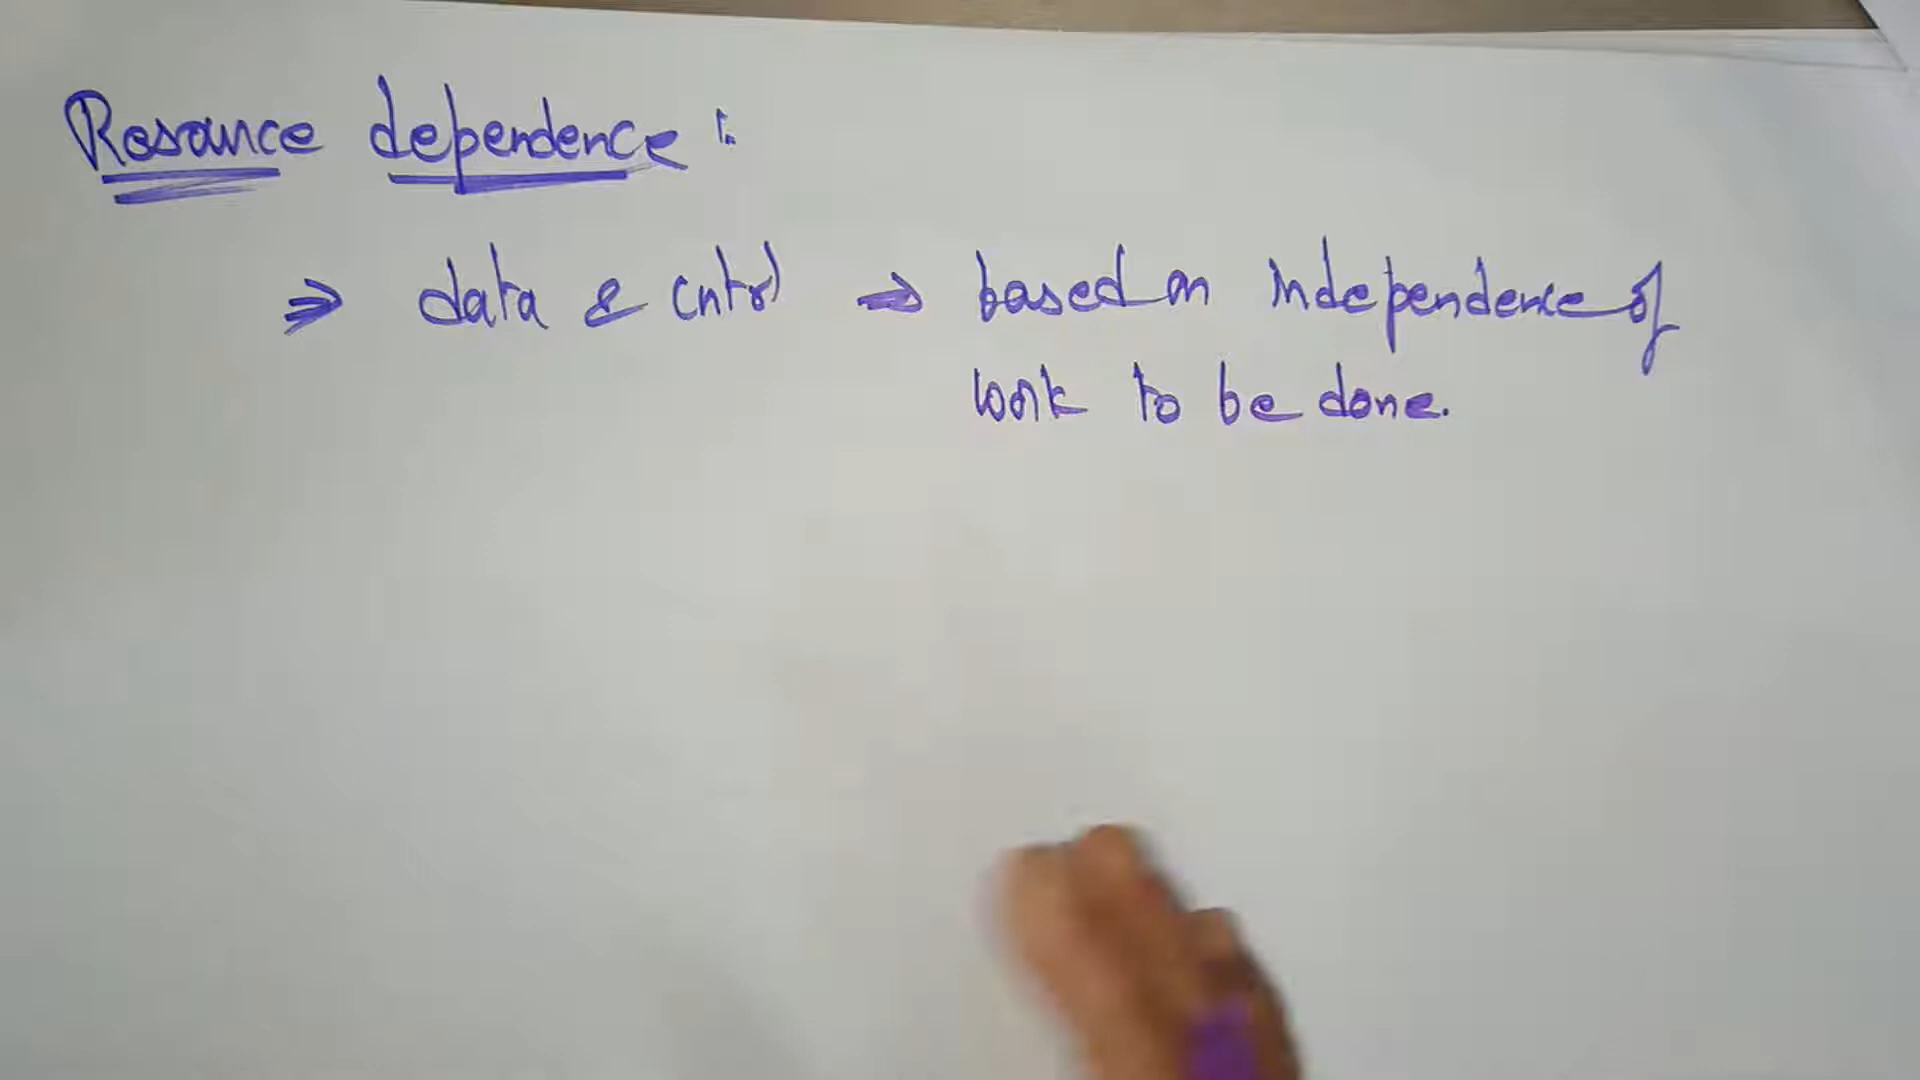 Resource dependence :
⇒ data & cntrl ⇒ based on independence of
work to be done.